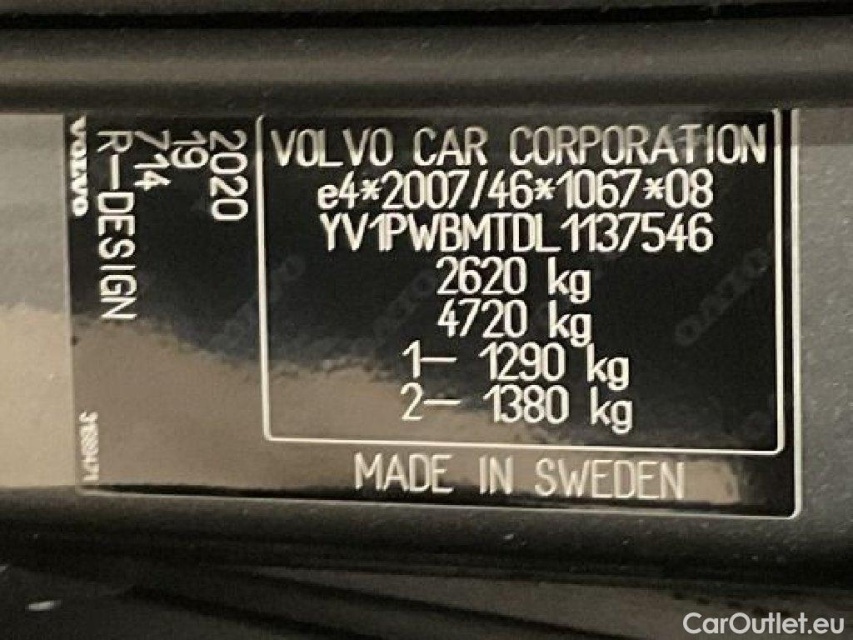 VOLVO CAR CORPORATION
e4*2007/46*1067*08
YV1PWBMTDL1137546
2620 kg
4720 kg
1– 1290 kg
2– 1380 kg
MADE IN SWEDEN
2020
19
714
R–DESIGN
VOLVO
CarOutlet.eu